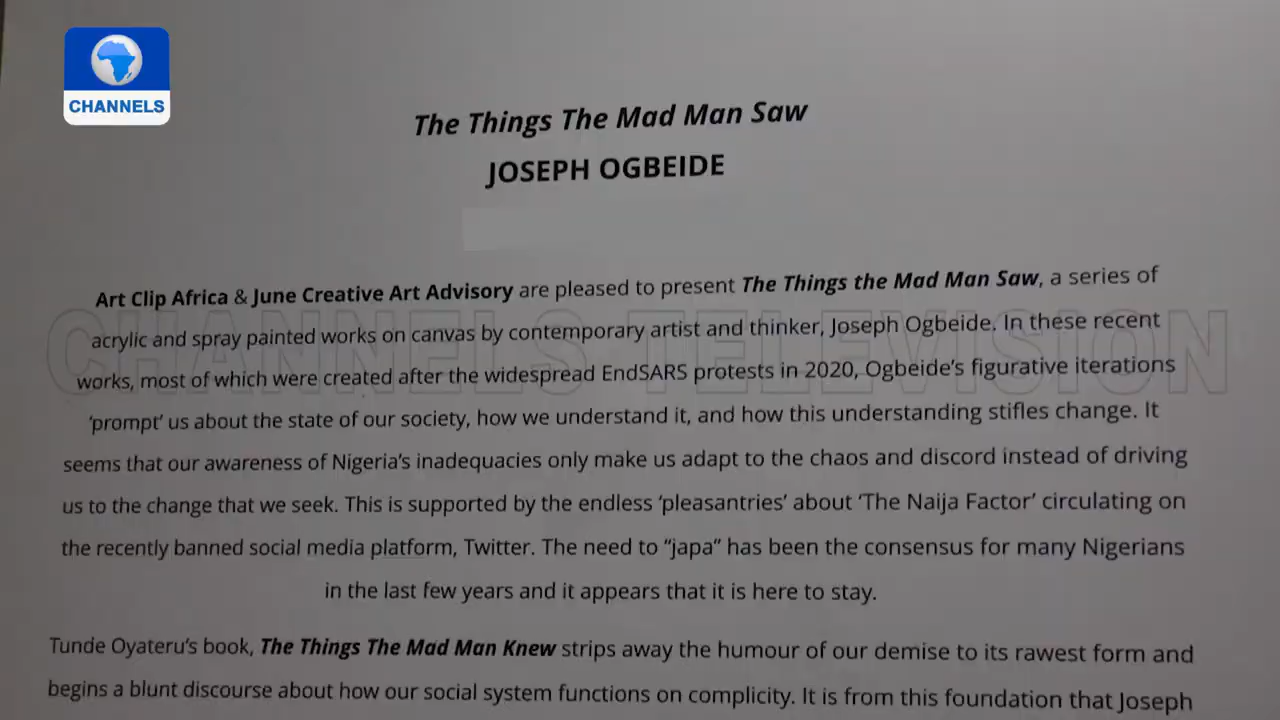 CHANNELS
The Things The Mad Man Saw
JOSEPH OGBEIDE
Art Clip Africa & June Creative Art Advisory are pleased to present The Things the Mad Man Saw, a series of
acrylic and spray painted works on canvas by contemporary artist and thinker, Joseph Ogbeide. In these recent
CHANNELS TELEVISION
works, most of which were created after the widespread EndSARS protests in 2020, Ogbeide’s figurative iterations
‘prompt’ us about the state of our society, how we understand it, and how this understanding stifles change. It
seems that our awareness of Nigeria’s inadequacies only make us adapt to the chaos and discord instead of driving
us to the change that we seek. This is supported by the endless ‘pleasantries’ about ‘The Naija Factor’ circulating on
the recently banned social media platform, Twitter. The need to “japa” has been the consensus for many Nigerians
in the last few years and it appears that it is here to stay.
Tunde Oyateru’s book, The Things The Mad Man Knew strips away the humour of our demise to its rawest form and
begins a blunt discourse about how our social system functions on complicity. It is from this foundation that Joseph